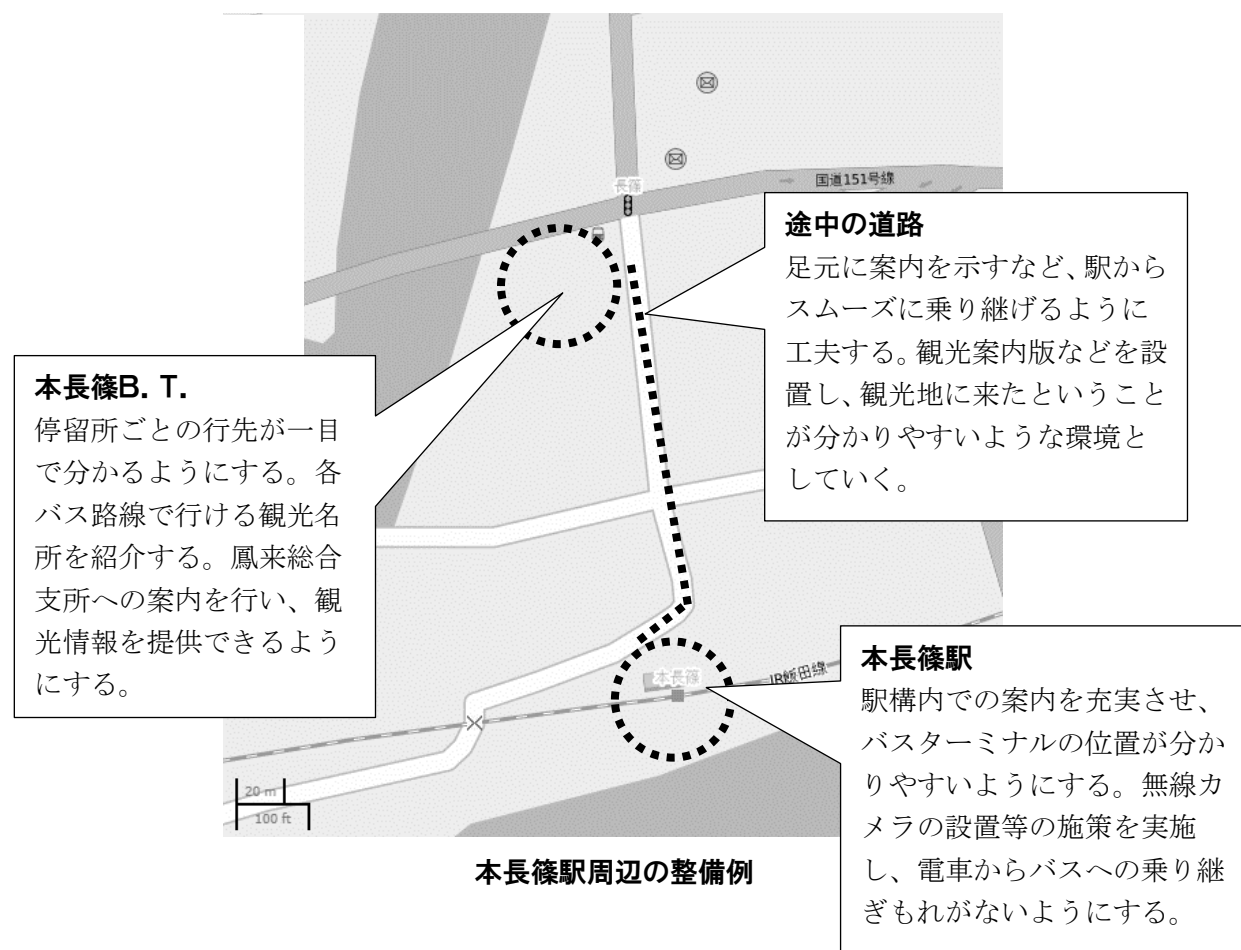 長篠
国道151号線
途中の道路
足元に案内を示すなど、駅から
スムーズに乗り継げるように
工夫する。観光案内版などを設
置し、観光地に来たということ
が分かりやすいような環境と
していく。
本長篠B. T.
停留所ごとの行先が一目
で分かるようにする。各
バス路線で行ける観光名
所を紹介する。鳳来総合
支所への案内を行い、観
光情報を提供できるよう
にする。
本長篠
JR飯田線
本長篠駅
駅構内での案内を充実させ、
バスターミナルの位置が分か
りやすいようにする。無線カ
メラの設置等の施策を実施
し、電車からバスへの乗り継
ぎもれがないようにする。
20 m
100 ft
本長篠駅周辺の整備例